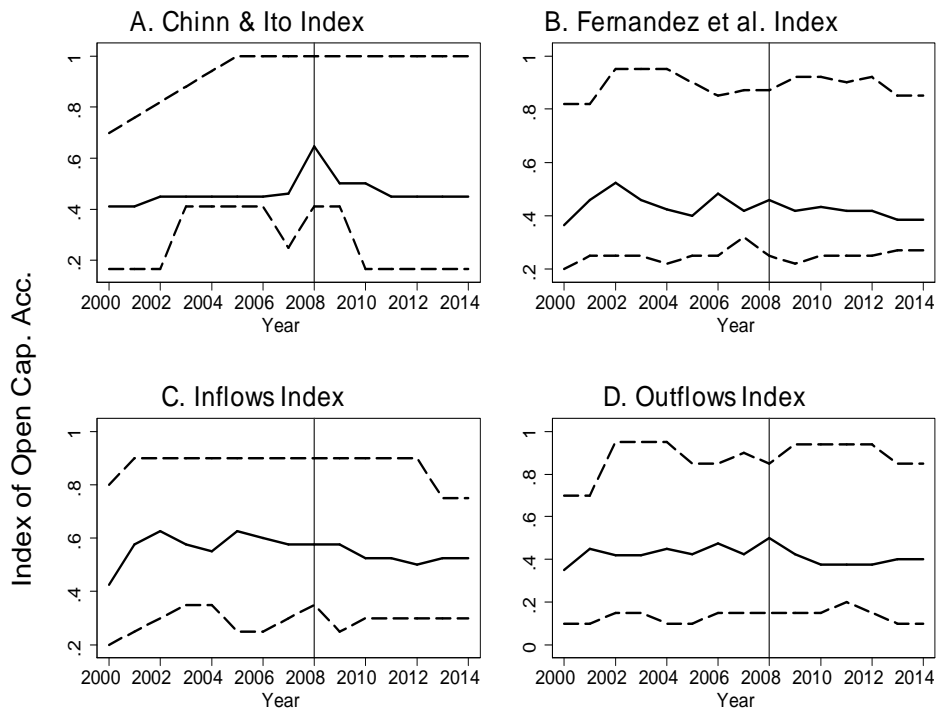 Index of Open Cap. Acc.
A. Chinn & Ito Index
1
.8
.6
.4
.2
2000 2002 2004 2006 2008 2010 2012 2014
Year
B. Fernandez et al. Index
1
.8
.6
.4
.2
2000 2002 2004 2006 2008 2010 2012 2014
Year
C. Inflows Index
1
.8
.6
.4
.2
2000 2002 2004 2006 2008 2010 2012 2014
Year
D. Outflows Index
1
.8
.6
.4
.2
0
2000 2002 2004 2006 2008 2010 2012 2014
Year